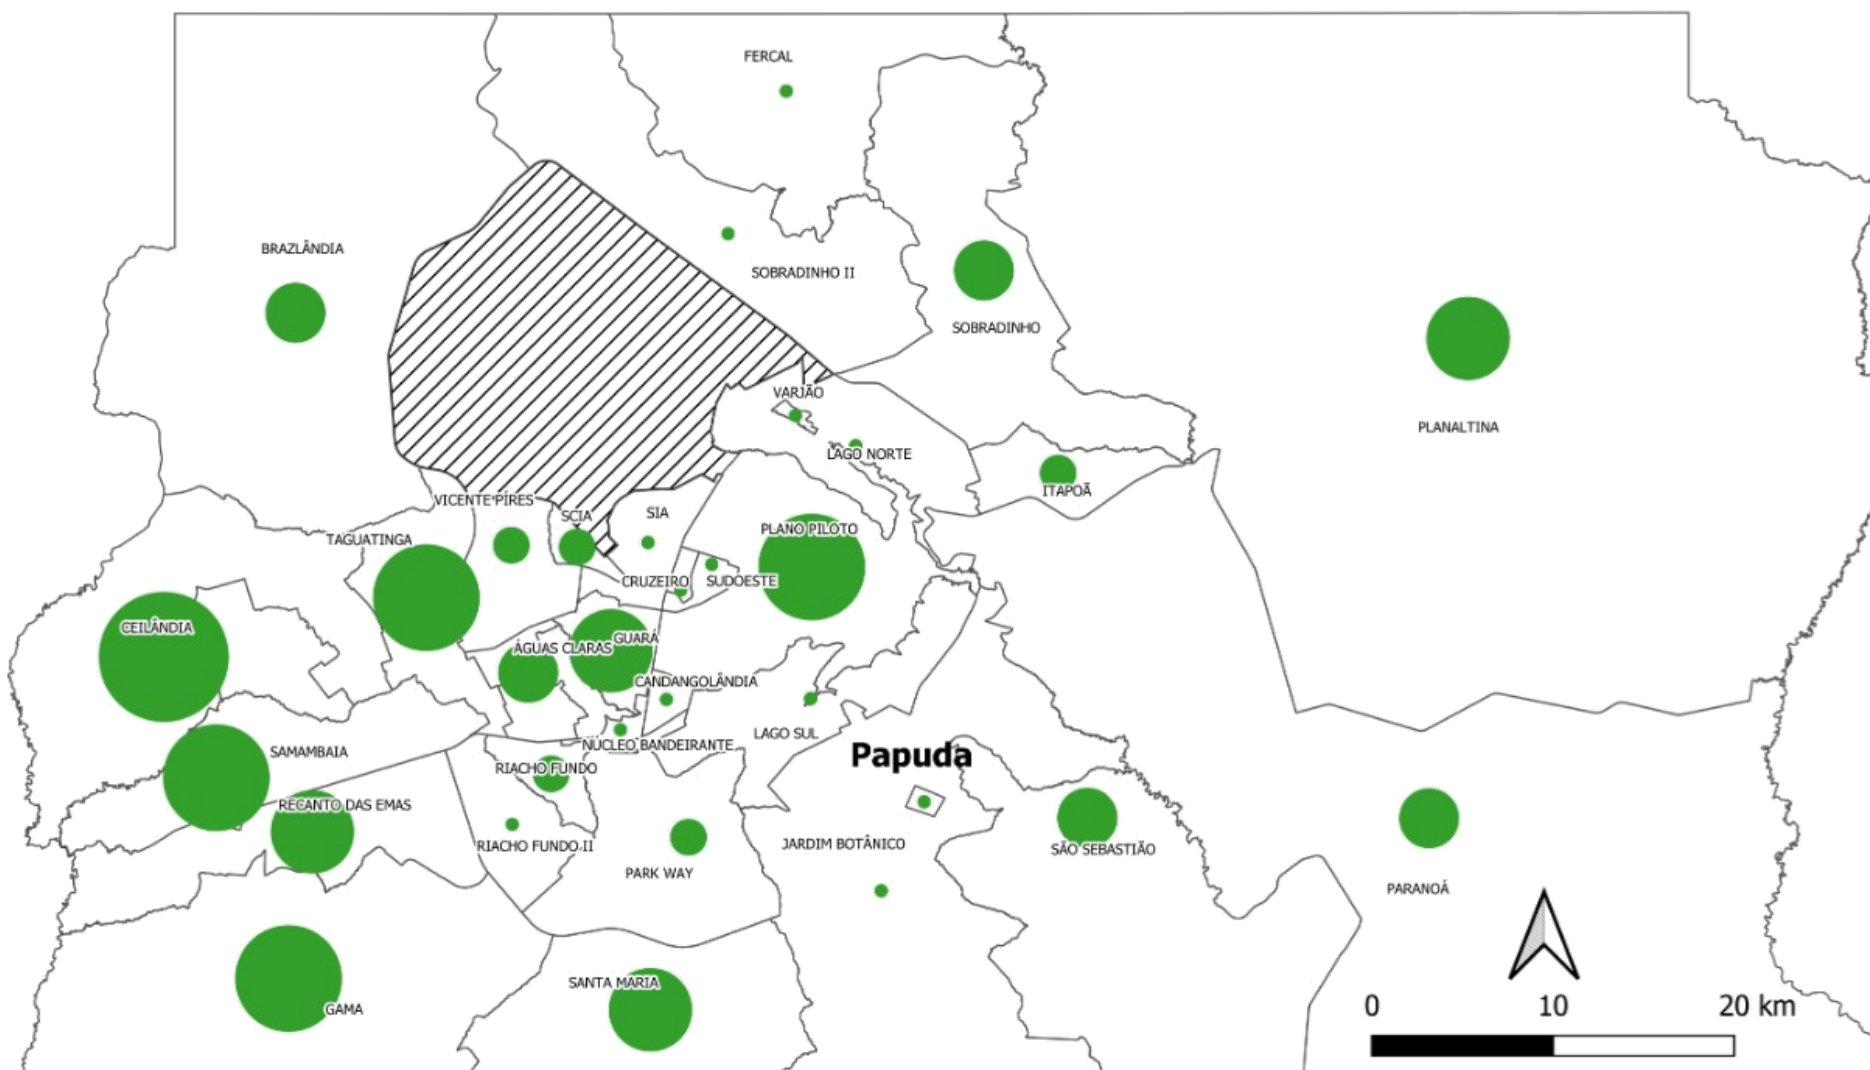 FERCAL
BRAZLÂNDIA
SOBRADINHO II
SOBRADINHO
VARJÃO
PLANALTINA
LAGO NORTE
ITAPOÃ
VICENTE PÍRES
SCIA
SIA
PLANO PILOTO
TAGUATINGA
CRUZEIRO
SUDOESTE
CEILÂNDIA
GUARÁ
ÁGUAS CLARAS
CANDANGOLÂNDIA
LAGO SUL
NÚCLEO BANDEIRANTE
SAMAMBAIA
Papuda
RIACHO FUNDO
RECANTO DAS EMAS
RIACHO FUNDO II
JARDIM BOTÂNICO
SÃO SEBASTIÃO
PARK WAY
PARANOÁ
SANTA MARIA
GAMA
0 10 20 km